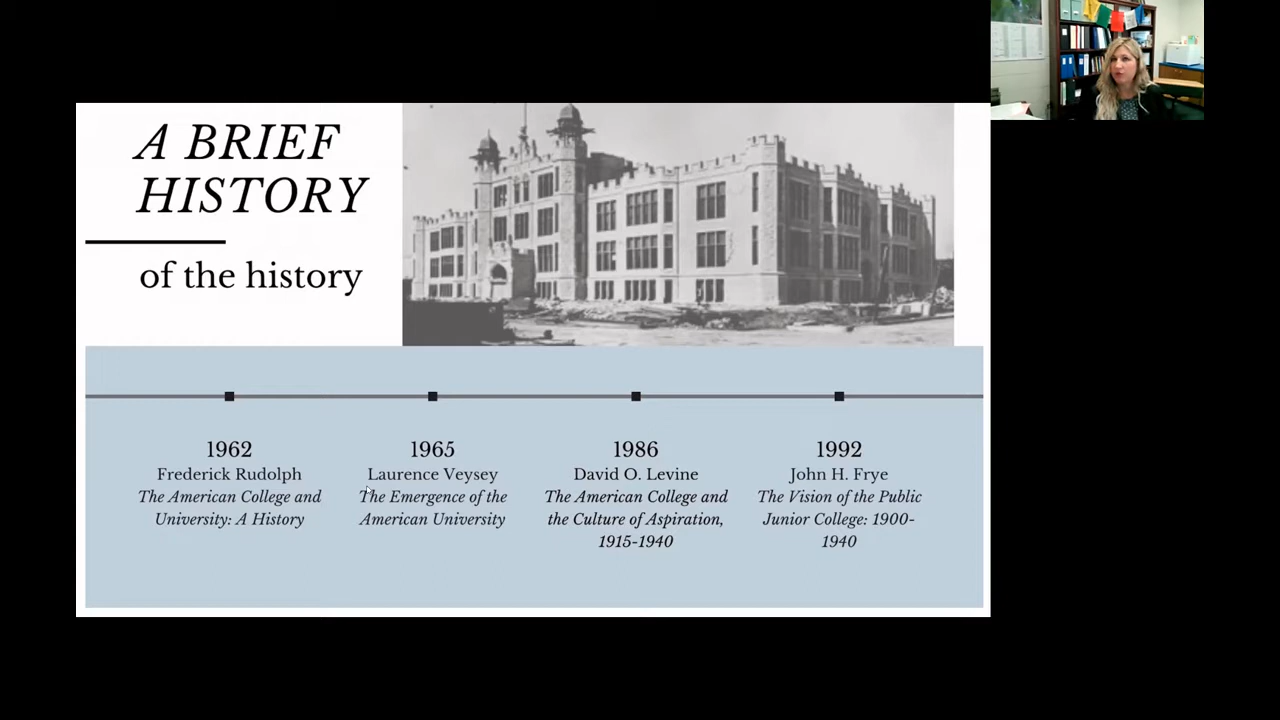 A BRIEF
HISTORY
of the history
1962
Frederick Rudolph
The American College and
University: A History
1965
Laurence Veysey
The Emergence of the
American University
1986
David O. Levine
The American College and
the Culture of Aspiration,
1915-1940
1992
John H. Frye
The Vision of the Public
Junior College: 1900-
1940